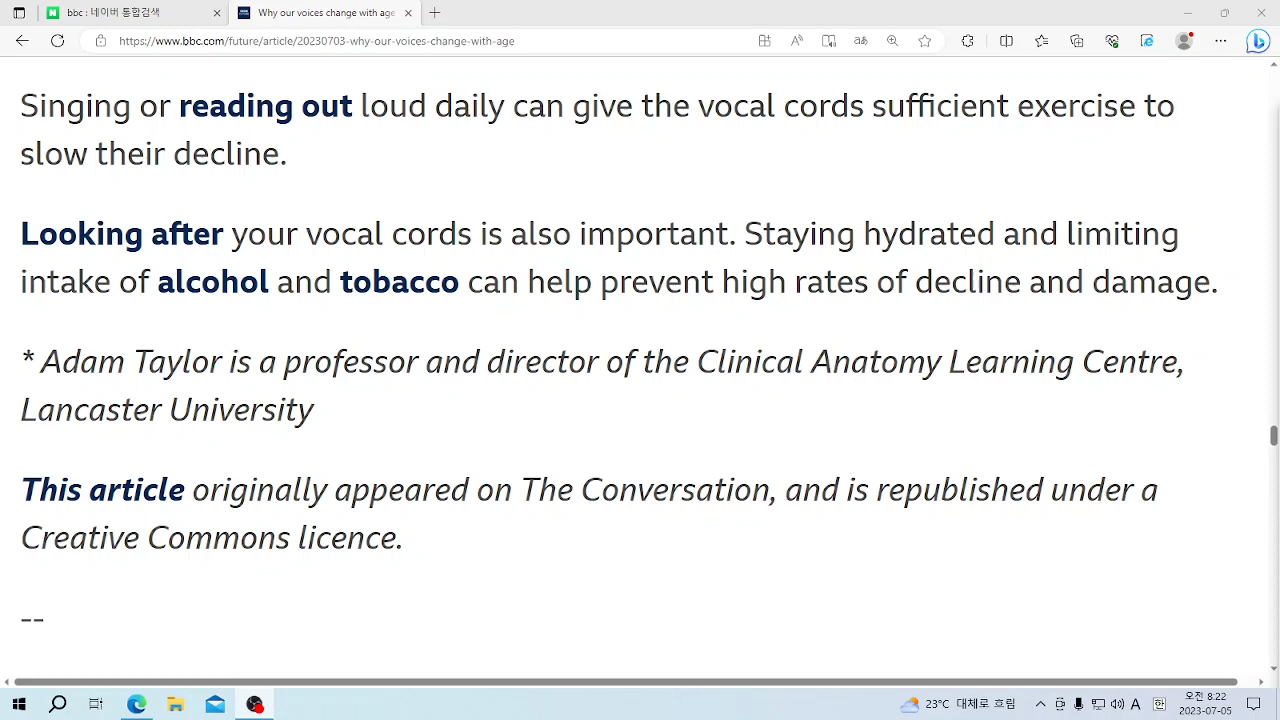 bbc : 네이버 통합검색
Why our voices change with age
https://www.bbc.com/future/article/20230703-why-our-voices-change-with-age
Singing or reading out loud daily can give the vocal cords sufficient exercise to
slow their decline.
Looking after your vocal cords is also important. Staying hydrated and limiting
intake of alcohol and tobacco can help prevent high rates of decline and damage.
* Adam Taylor is a professor and director of the Clinical Anatomy Learning Centre,
Lancaster University
This article originally appeared on The Conversation, and is republished under a
Creative Commons licence.
--
23°C 대체로 흐림
A
오전 8:22
2023-07-05